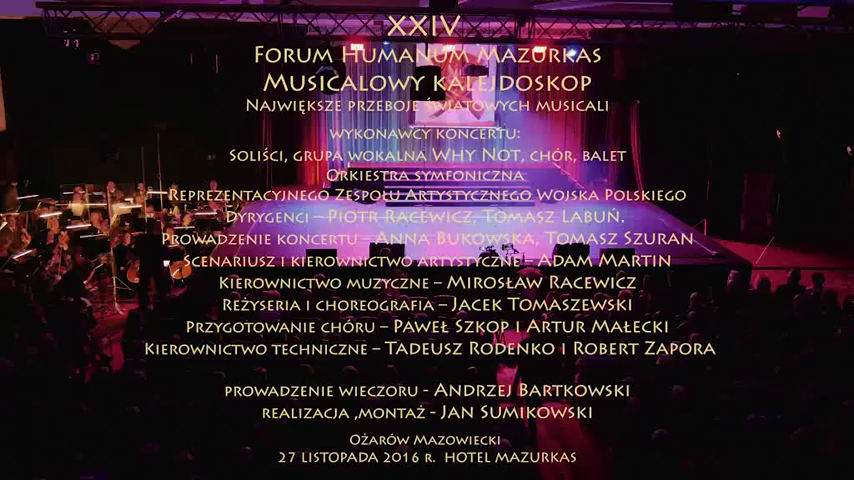 XXIV
Forum Humanum Mazurkas
Musicalowy kalejdoskop
Największe przeboje światowych musicali
wykonawcy koncertu:
Soliści, grupa wokalna Why Not, chór, balet
Orkiestra symfoniczna
Reprezentacyjnego Zespołu Artystycznego Wojska Polskiego
Dyrygenci – Piotr Racewicz, Tomasz Labuń.
Prowadzenie koncertu – Anna Bukowska, Tomasz Szuran
Scenariusz i kierownictwo artystyczne - Adam Martin
Kierownictwo muzyczne – Mirosław Racewicz
Reżyseria i choreografia – Jacek Tomaszewski
Przygotowanie chóru – Paweł Szkop i Artur Małecki
Kierownictwo techniczne – Tadeusz Rodenko i Robert Zapora
prowadzenie wieczoru - Andrzej Bartkowski
realizacja ,montaż - Jan Sumikowski
Ożarów Mazowiecki
27 listopada 2016 r. Hotel Mazurkas